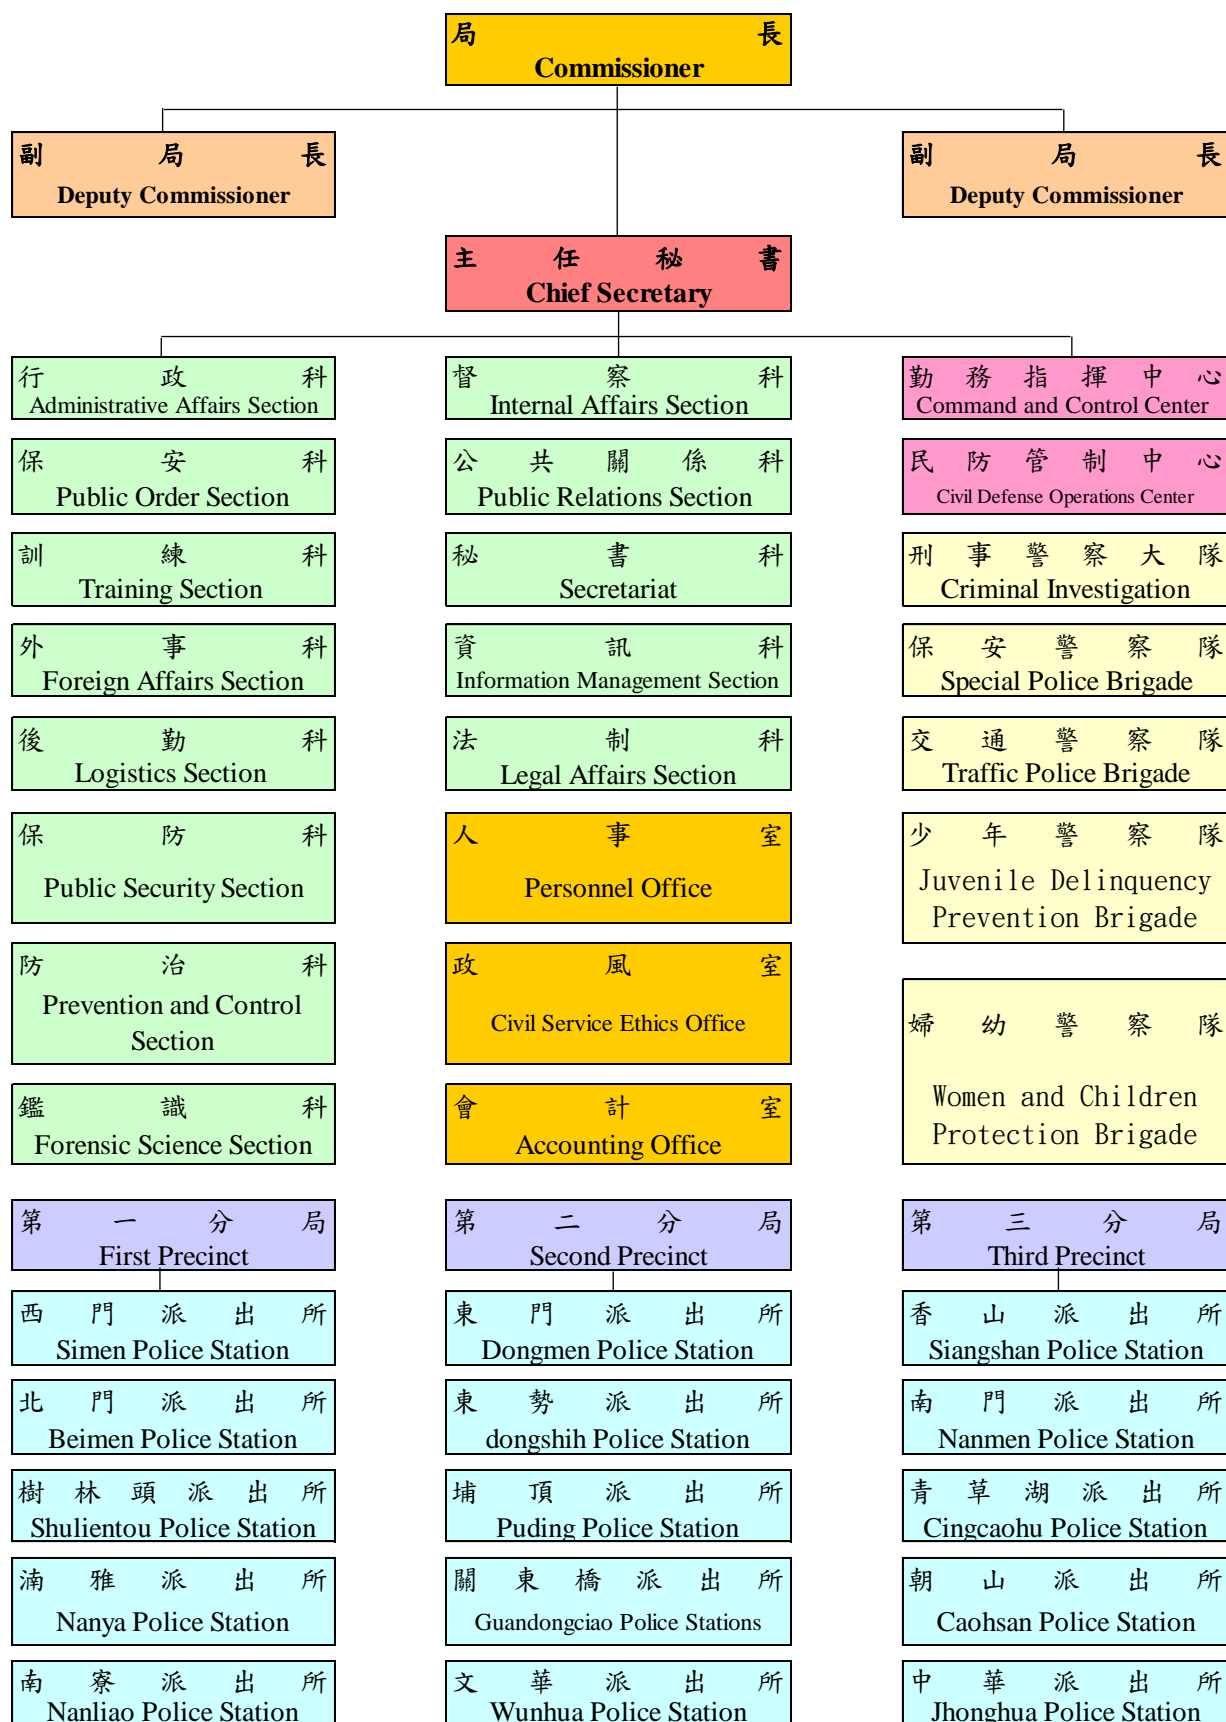 局長
Commissioner
副局長
Deputy Commissioner
副局長
Deputy Commissioner
主任秘書
Chief Secretary
行政科
Administrative Affairs Section
督察科
Internal Affairs Section
勤務指揮中心
Command and Control Center
保安科
Public Order Section
公共關係科
Public Relations Section
民防管制中心
Civil Defense Operations Center
訓練科
Training Section
秘書科
Secretariat
刑事警察大隊
Criminal Investigation
外事科
Foreign Affairs Section
資訊科
Information Management Section
保安警察隊
Special Police Brigade
後勤科
Logistics Section
法制科
Legal Affairs Section
交通警察隊
Traffic Police Brigade
保防科
Public Security Section
人事室
Personnel Office
少年警察隊
Juvenile Delinquency
Prevention Brigade
防治科
Prevention and Control
Section
政風室
Civil Service Ethics Office
婦幼警察隊
Women and Children
Protection Brigade
鑑識科
Forensic Science Section
會計室
Accounting Office
第一分局
First Precinct
第二分局
Second Precinct
第三分局
Third Precinct
西門派出所
Simen Police Station
東門派出所
Dongmen Police Station
香山派出所
Siangshan Police Station
北門派出所
Beimen Police Station
東勢派出所
dongshih Police Station
南門派出所
Nanmen Police Station
樹林頭派出所
Shulientou Police Station
埔頂派出所
Puding Police Station
青草湖派出所
Cingcaohu Police Station
湳雅派出所
Nanya Police Station
關東橋派出所
Guandongciao Police Stations
朝山派出所
Caohsan Police Station
南寮派出所
Nanliao Police Station
文華派出所
Wunhua Police Station
中華派出所
Jhonghua Police Station